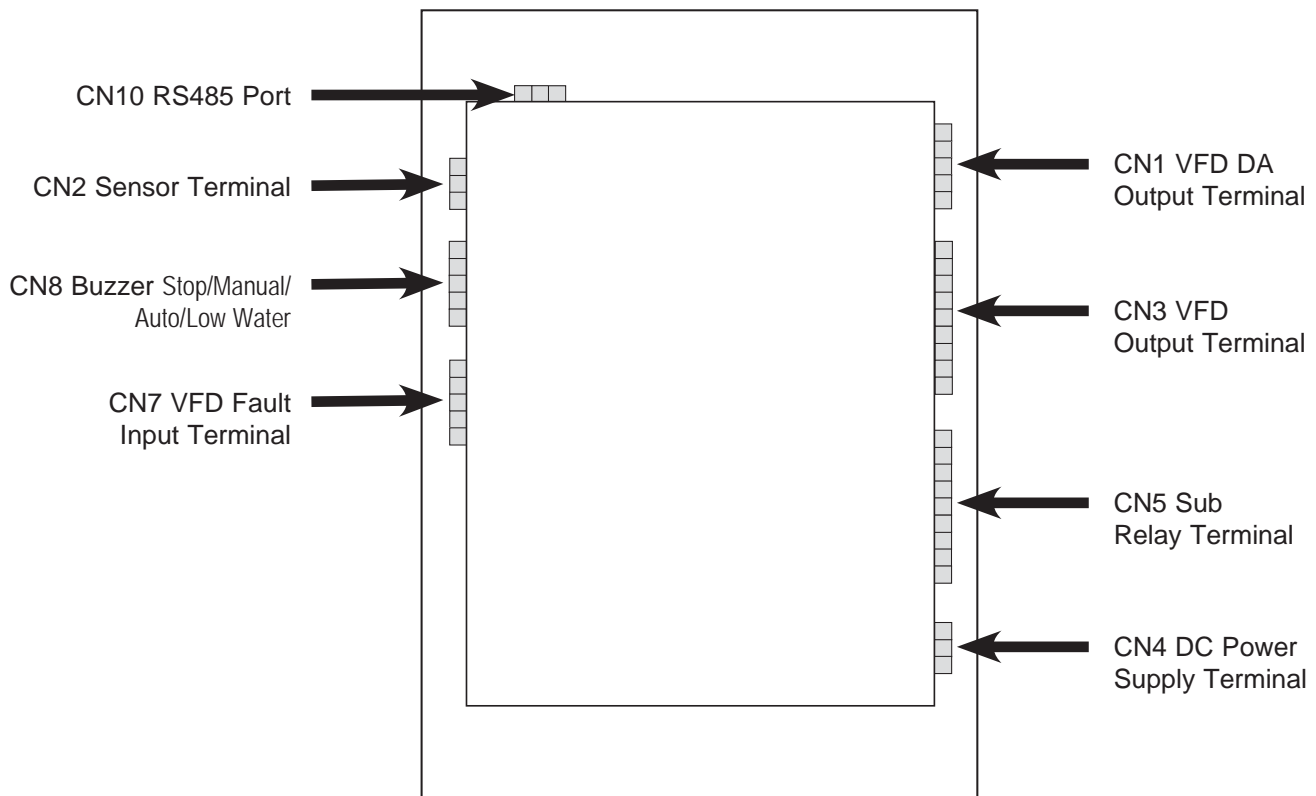 CN10 RS485 Port
CN2 Sensor Terminal
CN8 Buzzer Stop/Manual/
Auto/Low Water
CN7 VFD Fault
Input Terminal
CN1 VFD DA
Output Terminal
CN3 VFD
Output Terminal
CN5 Sub
Relay Terminal
CN4 DC Power
Supply Terminal